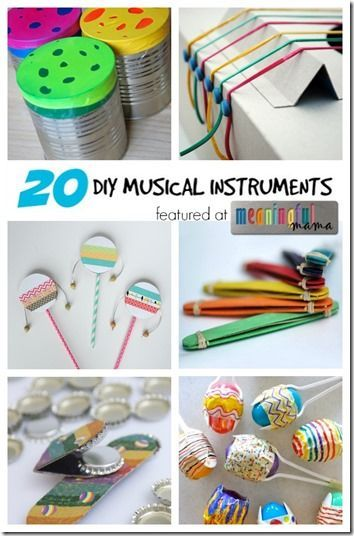 20 DIY MUSICAL INSTRUMENTS
featured at meaningful
mama